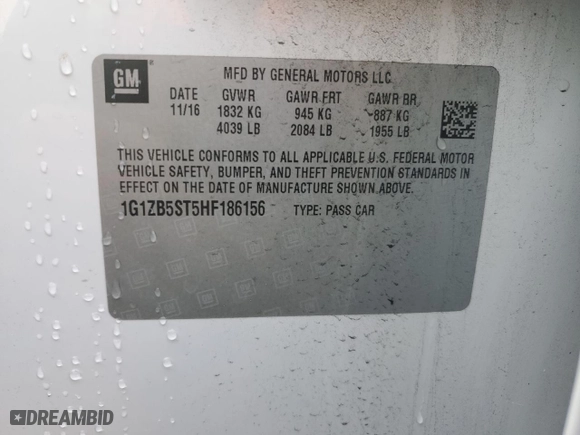 GM
MFD BY GENERAL MOTORS LLC
DATE GVWR GAWR FRT GAWR RR
11/16 1832 KG 945 KG 887 KG
4039 LB 2084 LB 1955 LB
THIS VEHICLE CONFORMS TO ALL APPLICABLE U.S. FEDERAL MOTOR
VEHICLE SAFETY, BUMPER, AND THEFT PREVENTION STANDARDS IN
EFFECT ON THE DATE OF MANUFACTURE SHOWN ABOVE.
1G1ZB5ST5HF186156 TYPE: PASS CAR
DREAMBID